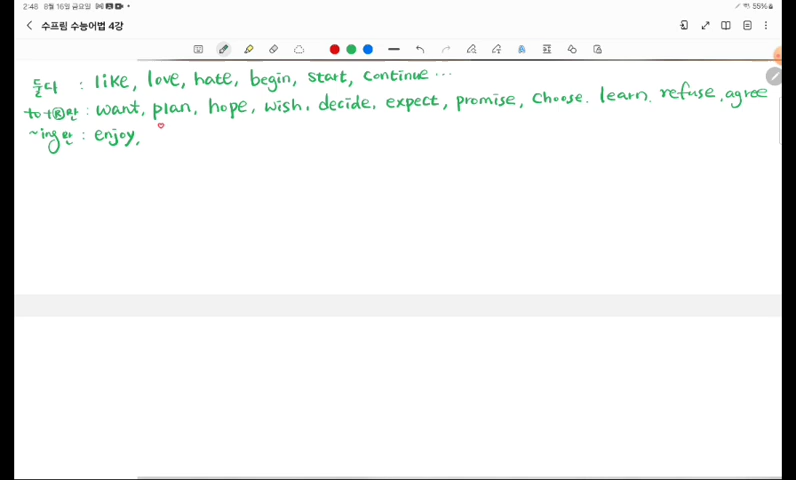 2:48 8월 16일 금요일
55%
수프림 수능어법 4강
둘다 : like, love, hate, begin, start, continue ...
to+ⓡ만 : want, plan, hope, wish, decide, expect, promise, choose. learn. refuse, agree
~ing만 : enjoy,